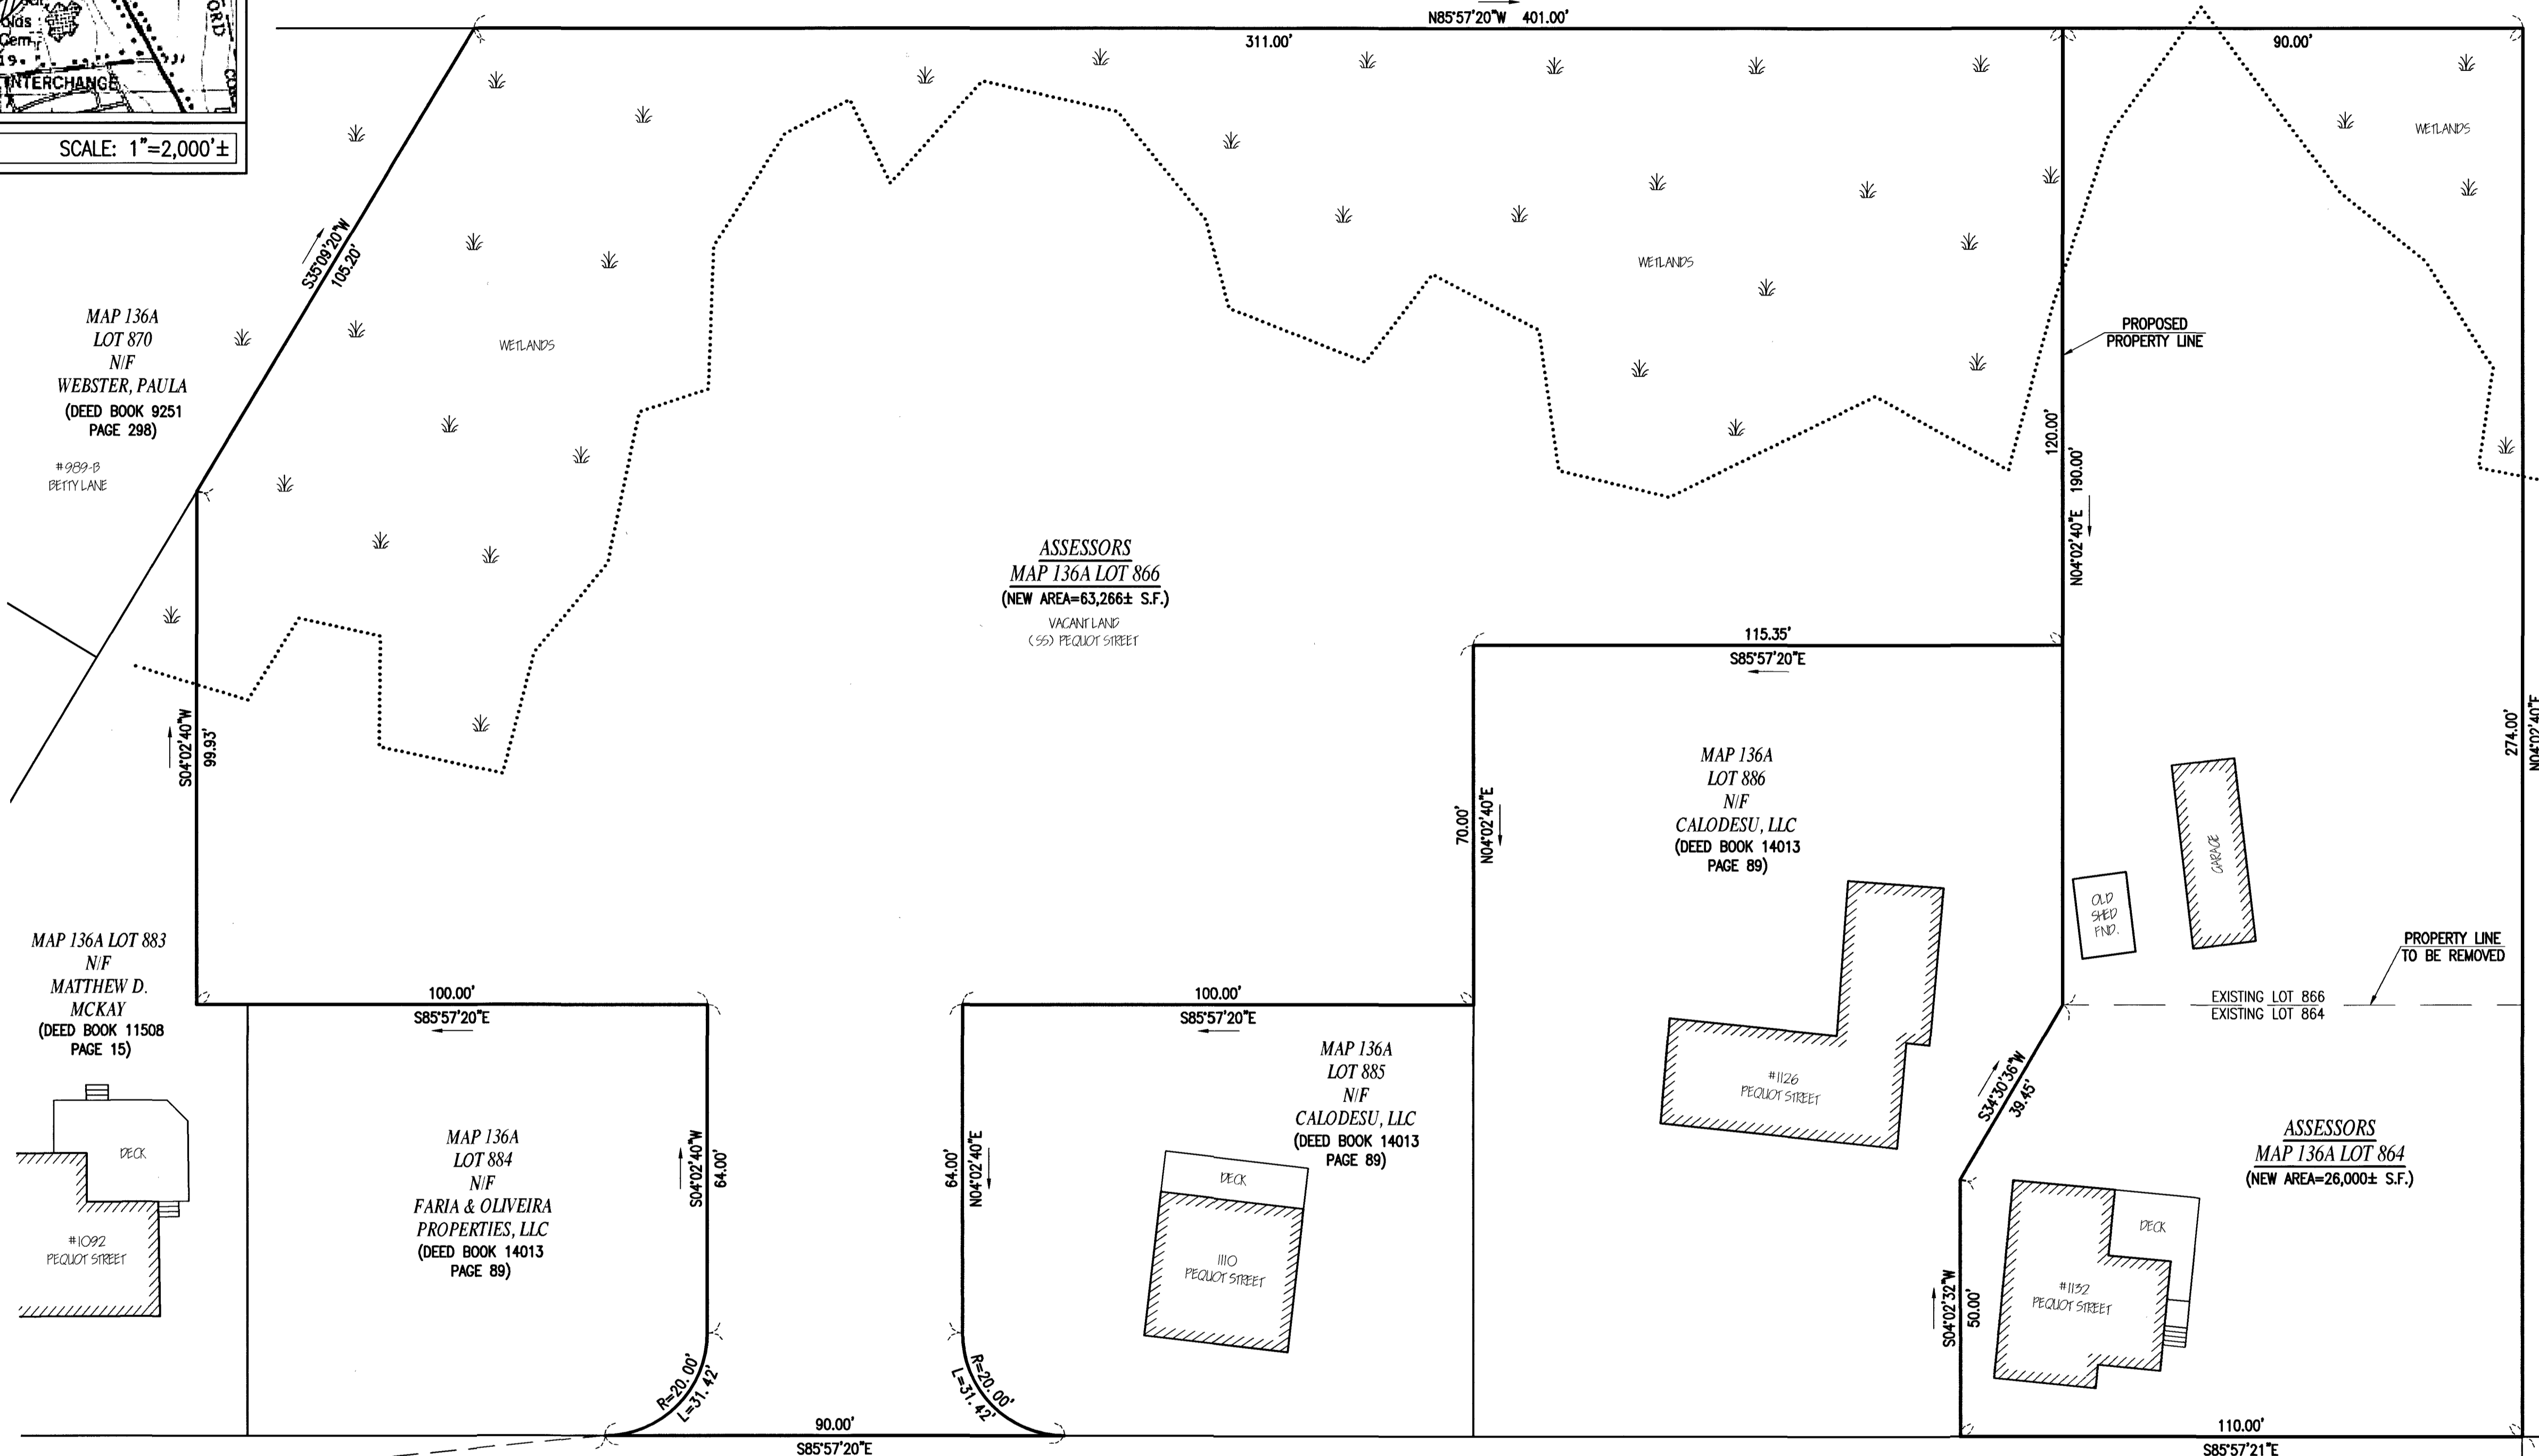 INTERCHANGE
SCALE: 1"=2,000'±
N85°57'20"W 401.00'
311.00'
90.00'
WETLANDS
S35°09'20"W
105.20'
WETLANDS
MAP 136A
LOT 870
N/F
WEBSTER, PAULA
(DEED BOOK 9251
PAGE 298)
#989-B
BETTY LANE
WETLANDS
PROPOSED
PROPERTY LINE
120.00'
N04°02'40"E 190.00'
ASSESSORS
MAP 136A LOT 866
(NEW AREA=63,266± S.F.)
VACANT LAND
(SS) PEQUOT STREET
115.35'
S85°57'20"E
S04°02'40"W
99.93'
274.00'
N04°02'40"E
MAP 136A
LOT 886
N/F
CALODESU, LLC
(DEED BOOK 14013
PAGE 89)
70.00'
N04°02'40"E
GARAGE
OLD
SHED
FND.
PROPERTY LINE
TO BE REMOVED
MAP 136A LOT 883
N/F
MATTHEW D.
MCKAY
(DEED BOOK 11508
PAGE 15)
100.00'
S85°57'20"E
100.00'
S85°57'20"E
EXISTING LOT 866
EXISTING LOT 864
MAP 136A
LOT 885
N/F
CALODESU, LLC
(DEED BOOK 14013
PAGE 89)
#1126
PEQUOT STREET
S34°30'36"W
39.45'
ASSESSORS
MAP 136A LOT 864
(NEW AREA=26,000± S.F.)
DECK
MAP 136A
LOT 884
N/F
FARIA & OLIVEIRA
PROPERTIES, LLC
(DEED BOOK 14013
PAGE 89)
S04°02'40"W
64.00'
64.00'
N04°02'40"E
DECK
1110
PEQUOT STREET
#1092
PEQUOT STREET
DECK
#1132
PEQUOT STREET
S04°02'32"W
50.00'
R=20.00'
L=31.42'
R=20.00'
L=31.42'
90.00'
S85°57'20"E
110.00'
S85°57'21"E